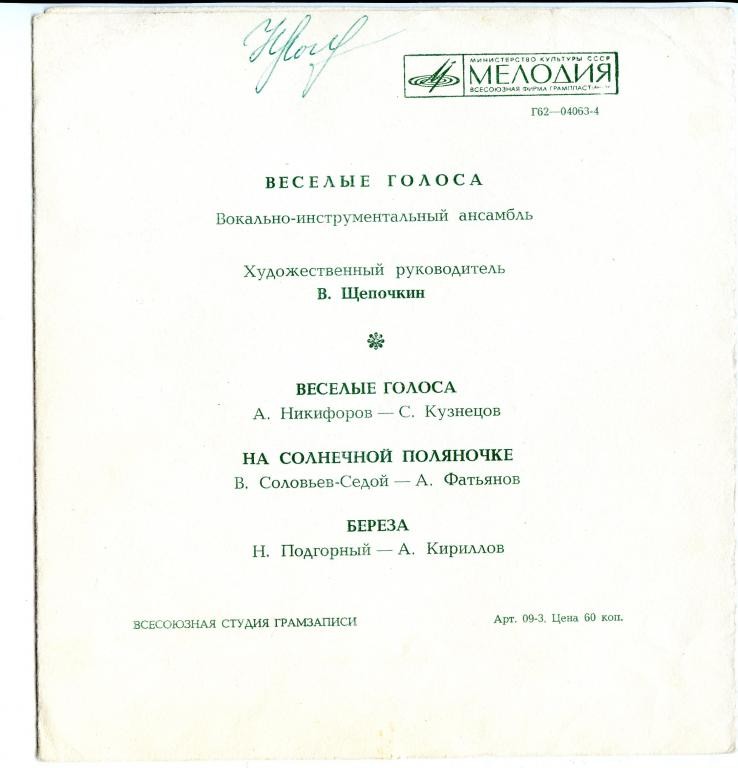 МИНИСТЕРСТВО КУЛЬТУРЫ СССР
МЕЛОДИЯ
ВСЕСОЮЗНАЯ ФИРМА
Г62—04063-4
ВЕСЕЛЫЕ ГОЛОСА
Вокально-инструментальный ансамбль
Художественный руководитель
В. Щепочкин
ВЕСЕЛЫЕ ГОЛОСА
А. Никифоров — С. Кузнецов
НА СОЛНЕЧНОЙ ПОЛЯНОЧКЕ
В. Соловьев-Седой — А. Фатьянов
БЕРЕЗА
Н. Подгорный — А. Кириллов
ВСЕСОЮЗНАЯ СТУДИЯ ГРАМЗАПИСИ
Арт. 09-3. Цена 60 коп.